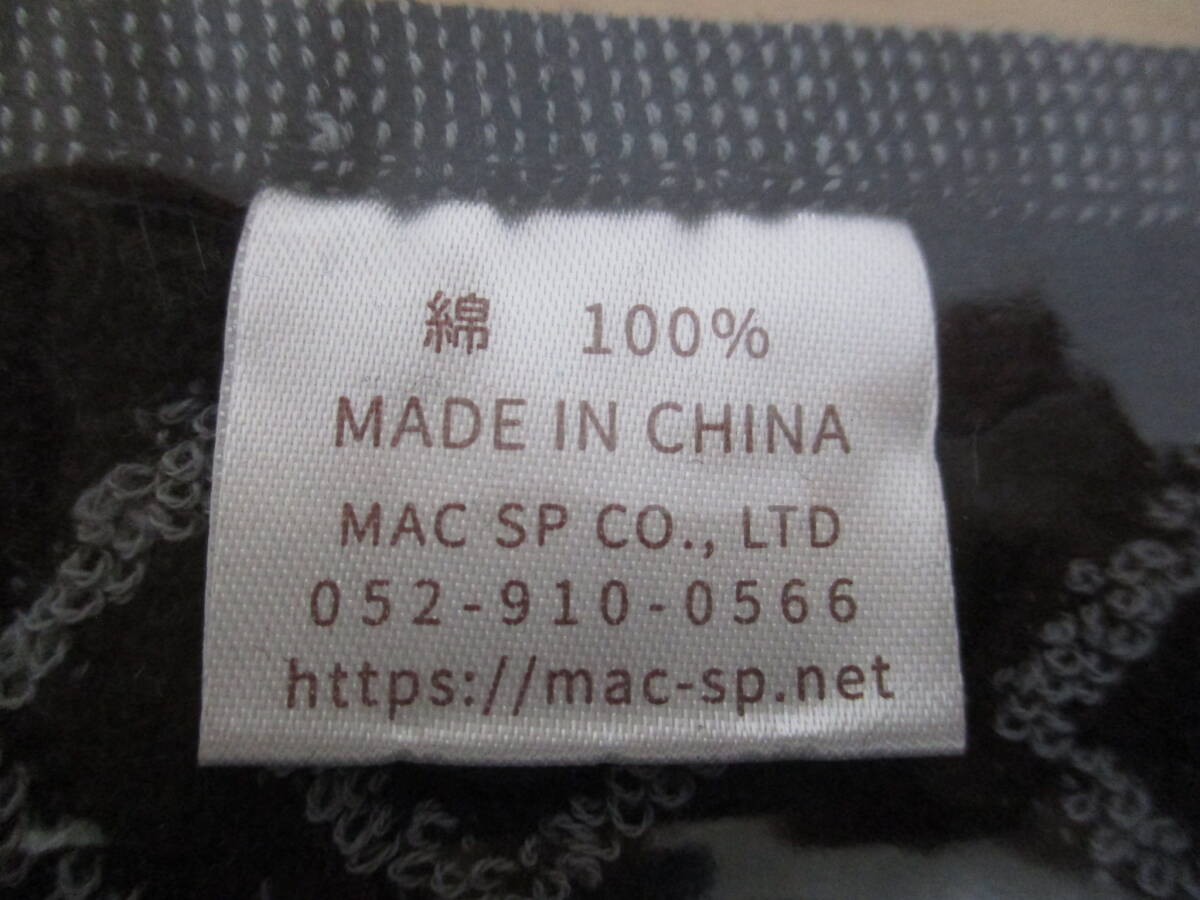 綿　100%
MADE IN CHINA
MAC SP CO., LTD
052-910-0566
https://mac-sp.net